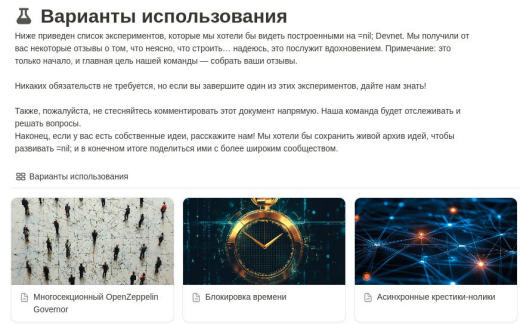 Варианты использования
Ниже приведен список экспериментов, которые мы хотели бы видеть построенными на =nil; Devnet. Мы получили от
вас некоторые отзывы о том, что неясно, что строить... надеюсь, это послужит вдохновением. Примечание: это
только начало, и главная цель нашей команды — собрать ваши отзывы.
Никаких обязательств не требуется, но если вы завершите один из этих экспериментов, дайте нам знать!
Также, пожалуйста, не стесняйтесь комментировать этот документ напрямую. Наша команда будет отслеживать и
решать вопросы.
Наконец, если у вас есть собственные идеи, расскажите нам! Мы хотели бы сохранить живой архив идей, чтобы
развивать =nil; и в конечном итоге поделиться ими с более широким сообществом.
Варианты использования
Многосекционный OpenZeppelin
Governor
Блокировка времени
Асинхронные крестики-нолики